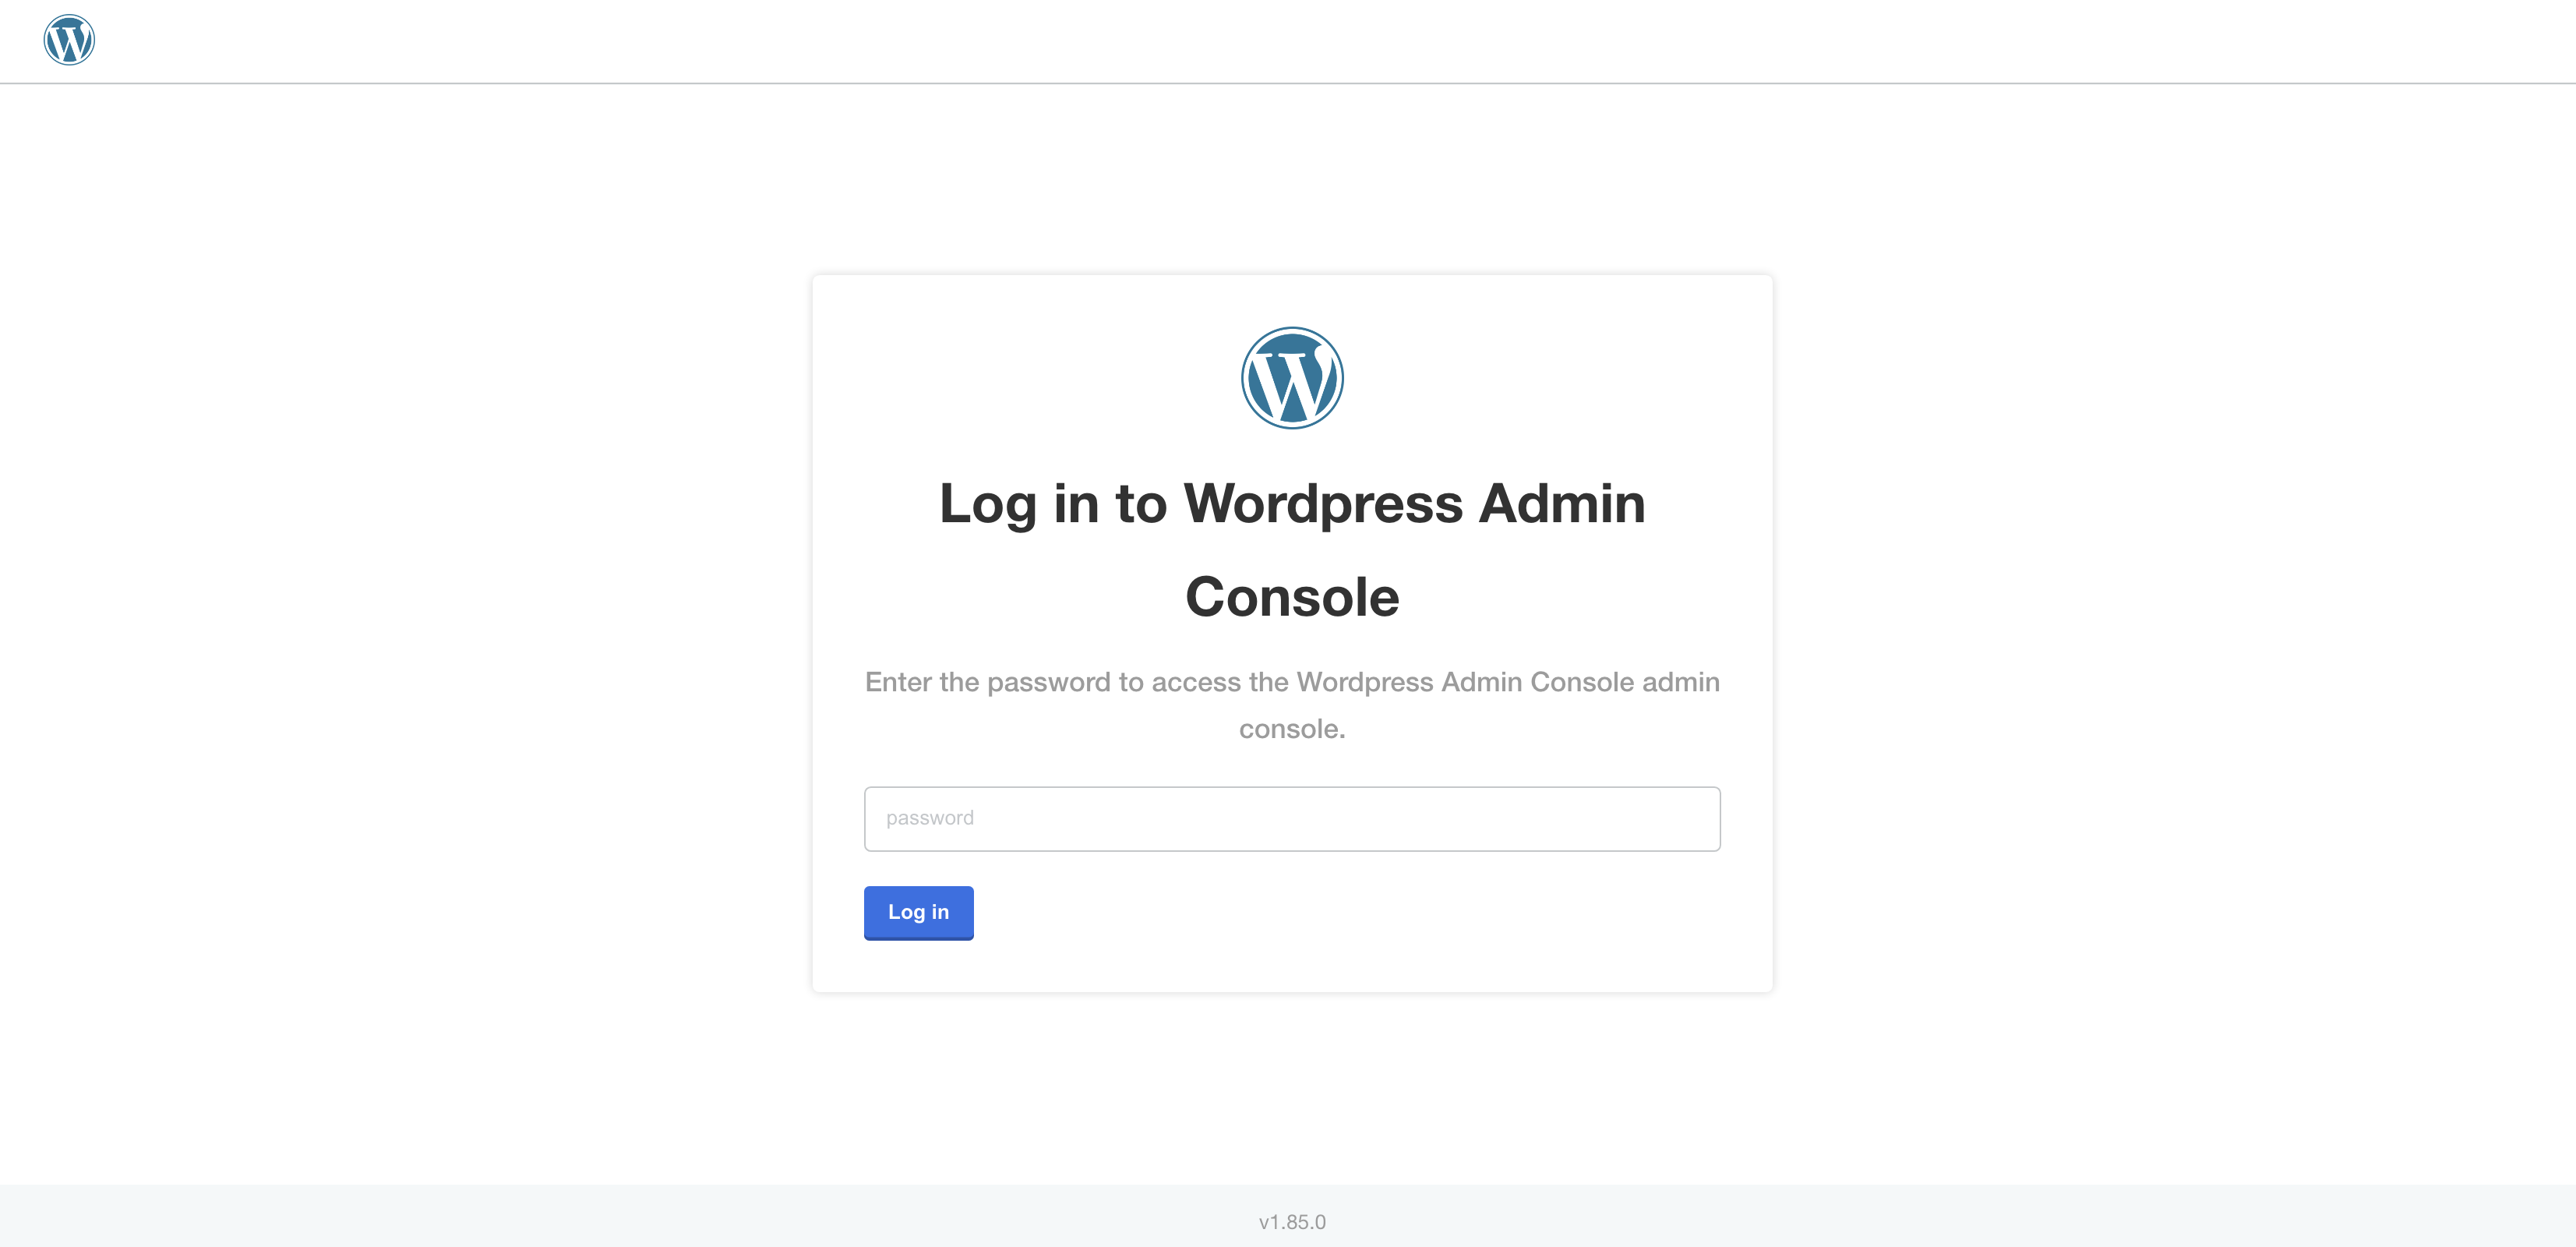 Log in to Wordpress Admin
Console
Enter the password to access the Wordpress Admin Console admin
console.
password
Log in
v1.85.0